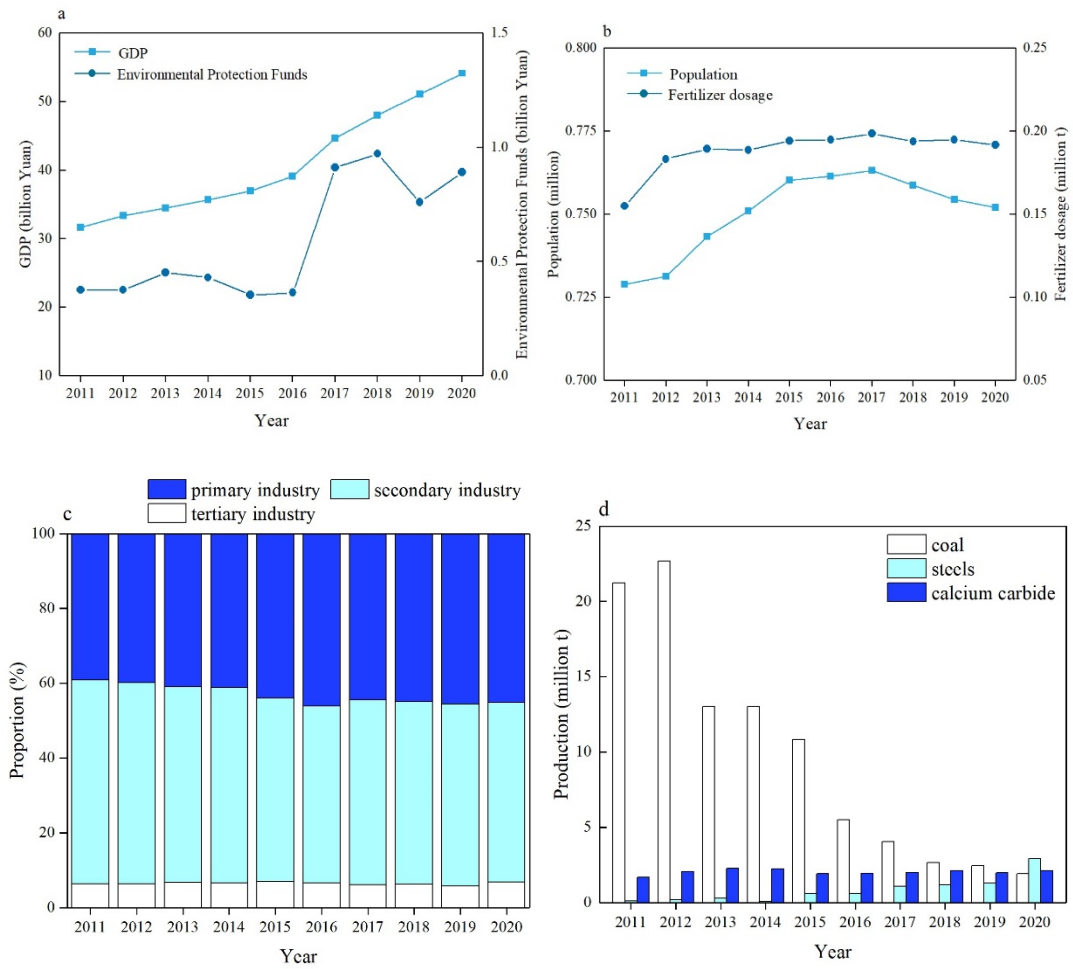 a
60
50
40
30
20
10
GDP (billion Yuan)
GDP
Environmental Protection Funds
1.5
1.0
0.5
0.0
Environmental Protection Funds (billion Yuan)
2011 2012 2013 2014 2015 2016 2017 2018 2019 2020
Year
b
0.800
0.775
0.750
0.725
0.700
Population (million)
Population
Fertilizer dosage
0.25
0.20
0.15
0.10
0.05
Fertilizer dosage (million t)
2011 2012 2013 2014 2015 2016 2017 2018 2019 2020
Year
primary industry secondary industry
tertiary industry
c
100
80
60
40
20
0
Proportion (%)
2011 2012 2013 2014 2015 2016 2017 2018 2019 2020
Year
d
25
20
15
10
5
0
Production (million t)
coal
steels
calcium carbide
2011 2012 2013 2014 2015 2016 2017 2018 2019 2020
Year